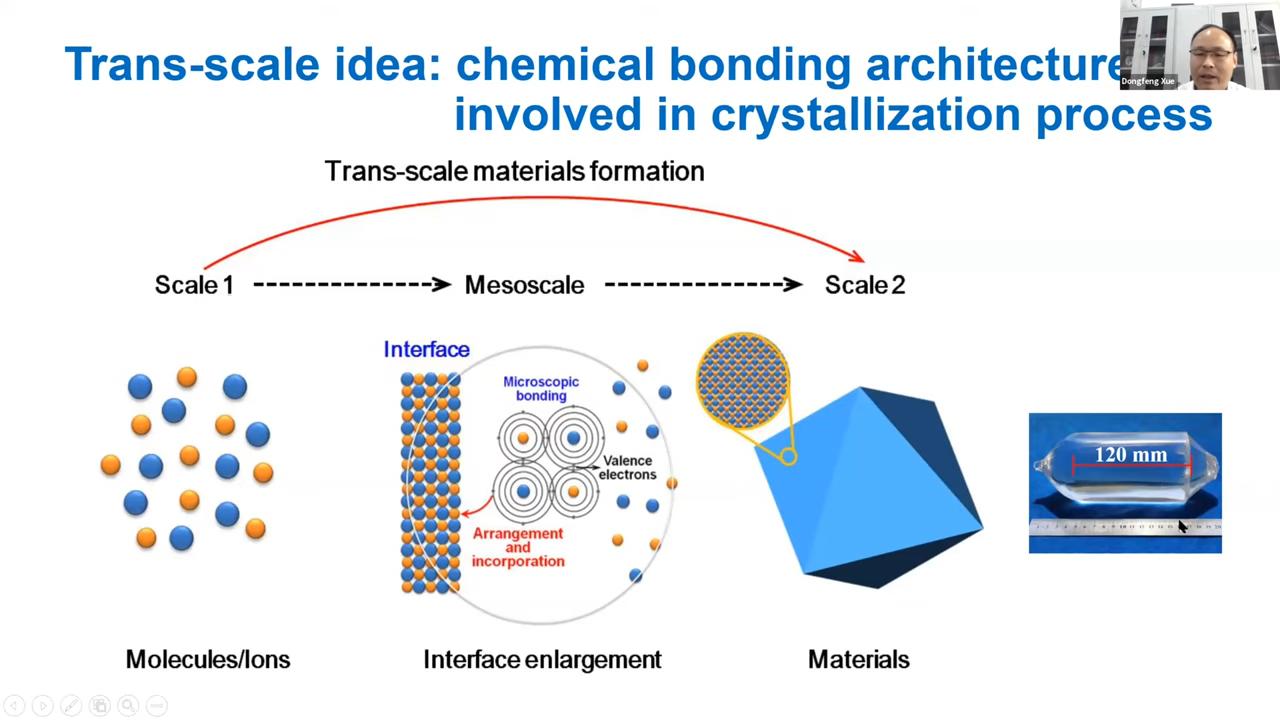 Trans-scale idea: chemical bonding architecture
involved in crystallization process
Dongfeng Xue
Trans-scale materials formation
Scale 1
Mesoscale
Scale 2
Interface
Microscopic
bonding
Valence
electrons
Arrangement
and
incorporation
120 mm
Molecules/Ions
Interface enlargement
Materials